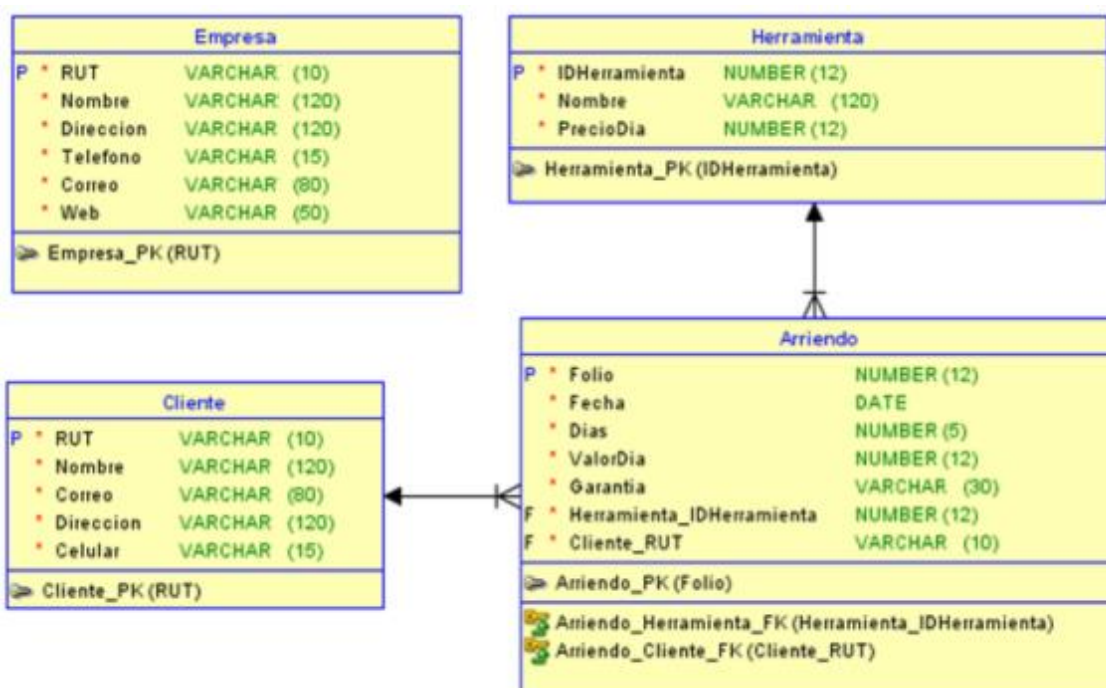 Empresa
P * RUT VARCHAR (10)
* Nombre VARCHAR (120)
* Direccion VARCHAR (120)
* Telefono VARCHAR (15)
* Correo VARCHAR (80)
* Web VARCHAR (50)
Empresa_PK (RUT)
Herramienta
P * IDHerramienta NUMBER (12)
* Nombre VARCHAR (120)
* PrecioDia NUMBER (12)
Herramienta_PK (IDHerramienta)
Cliente
P * RUT VARCHAR (10)
* Nombre VARCHAR (120)
* Correo VARCHAR (80)
* Direccion VARCHAR (120)
* Celular VARCHAR (15)
Cliente_PK (RUT)
Arriendo
P * Folio NUMBER (12)
* Fecha DATE
* Dias NUMBER (5)
* ValorDia NUMBER (12)
* Garantia VARCHAR (30)
F * Herramienta_IDHerramienta NUMBER (12)
F * Cliente_RUT VARCHAR (10)
Arriendo_PK (Folio)
Arriendo_Herramienta_FK (Herramienta_IDHerramienta)
Arriendo_Cliente_FK (Cliente_RUT)